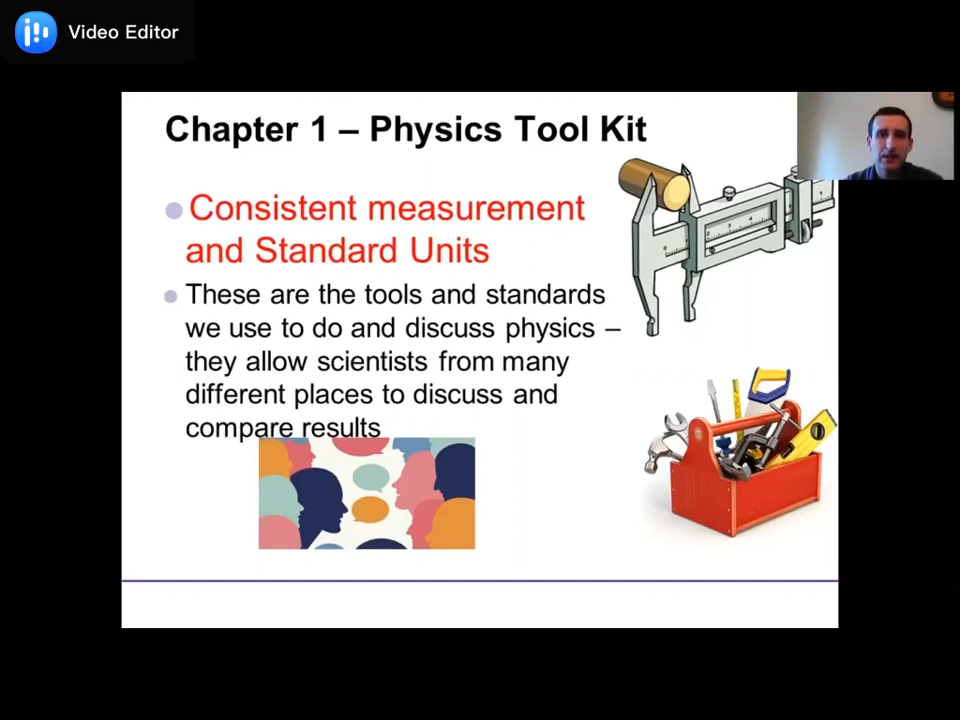 Video Editor
Chapter 1 – Physics Tool Kit
Consistent measurement
and Standard Units
These are the tools and standards
we use to do and discuss physics –
they allow scientists from many
different places to discuss and
compare results